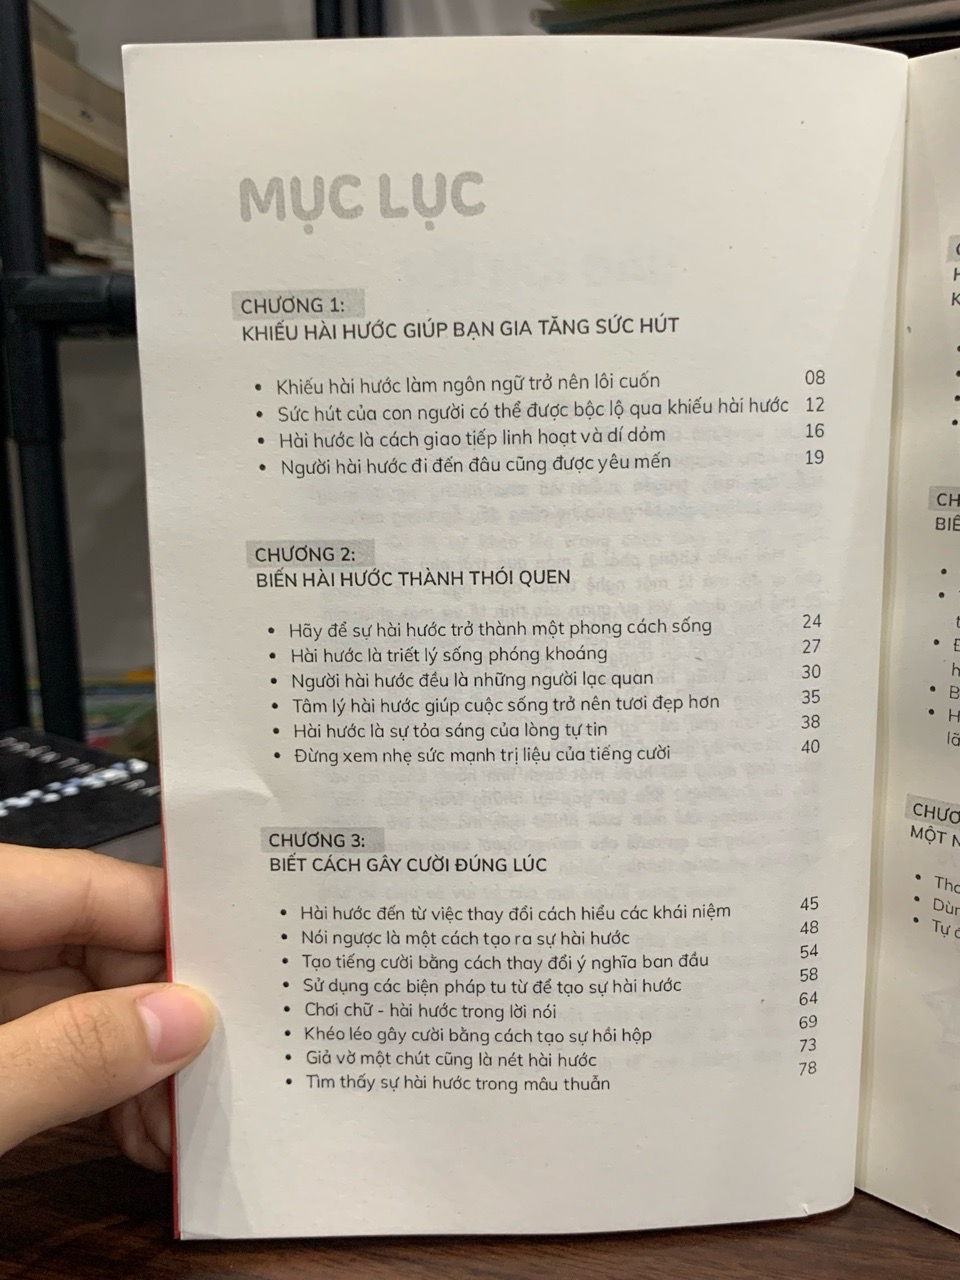 MỤC LỤC
CHƯƠNG 1:
KHIẾU HÀI HƯỚC GIÚP BẠN GIA TĂNG SỨC HÚT
• Khiếu hài hước làm ngôn ngữ trở nên lôi cuốn 08
• Sức hút của con người có thể được bộc lộ qua khiếu hài hước 12
• Hài hước là cách giao tiếp linh hoạt và dí dỏm 16
• Người hài hước đi đến đâu cũng được yêu mến 19
CHƯƠNG 2:
BIẾN HÀI HƯỚC THÀNH THÓI QUEN
• Hãy để sự hài hước trở thành một phong cách sống 24
• Hài hước là triết lý sống phóng khoáng 27
• Người hài hước đều là những người lạc quan 30
• Tâm lý hài hước giúp cuộc sống trở nên tươi đẹp hơn 35
• Hài hước là sự tỏa sáng của lòng tự tin 38
• Đừng xem nhẹ sức mạnh trị liệu của tiếng cười 40
CHƯƠNG 3:
BIẾT CÁCH GÂY CƯỜI ĐÚNG LÚC
• Hài hước đến từ việc thay đổi cách hiểu các khái niệm 45
• Nói ngược là một cách tạo ra sự hài hước 48
• Tạo tiếng cười bằng cách thay đổi ý nghĩa ban đầu 54
• Sử dụng các biện pháp tu từ để tạo sự hài hước 58
• Chơi chữ - hài hước trong lời nói 64
• Khéo léo gây cười bằng cách tạo sự hồi hộp 69
• Giả vờ một chút cũng là nét hài hước 73
• Tìm thấy sự hài hước trong mâu thuẫn 78
CH
BIẾ
CHƯƠ
MỘT N
• Tho
• Dùn
• Tự đ